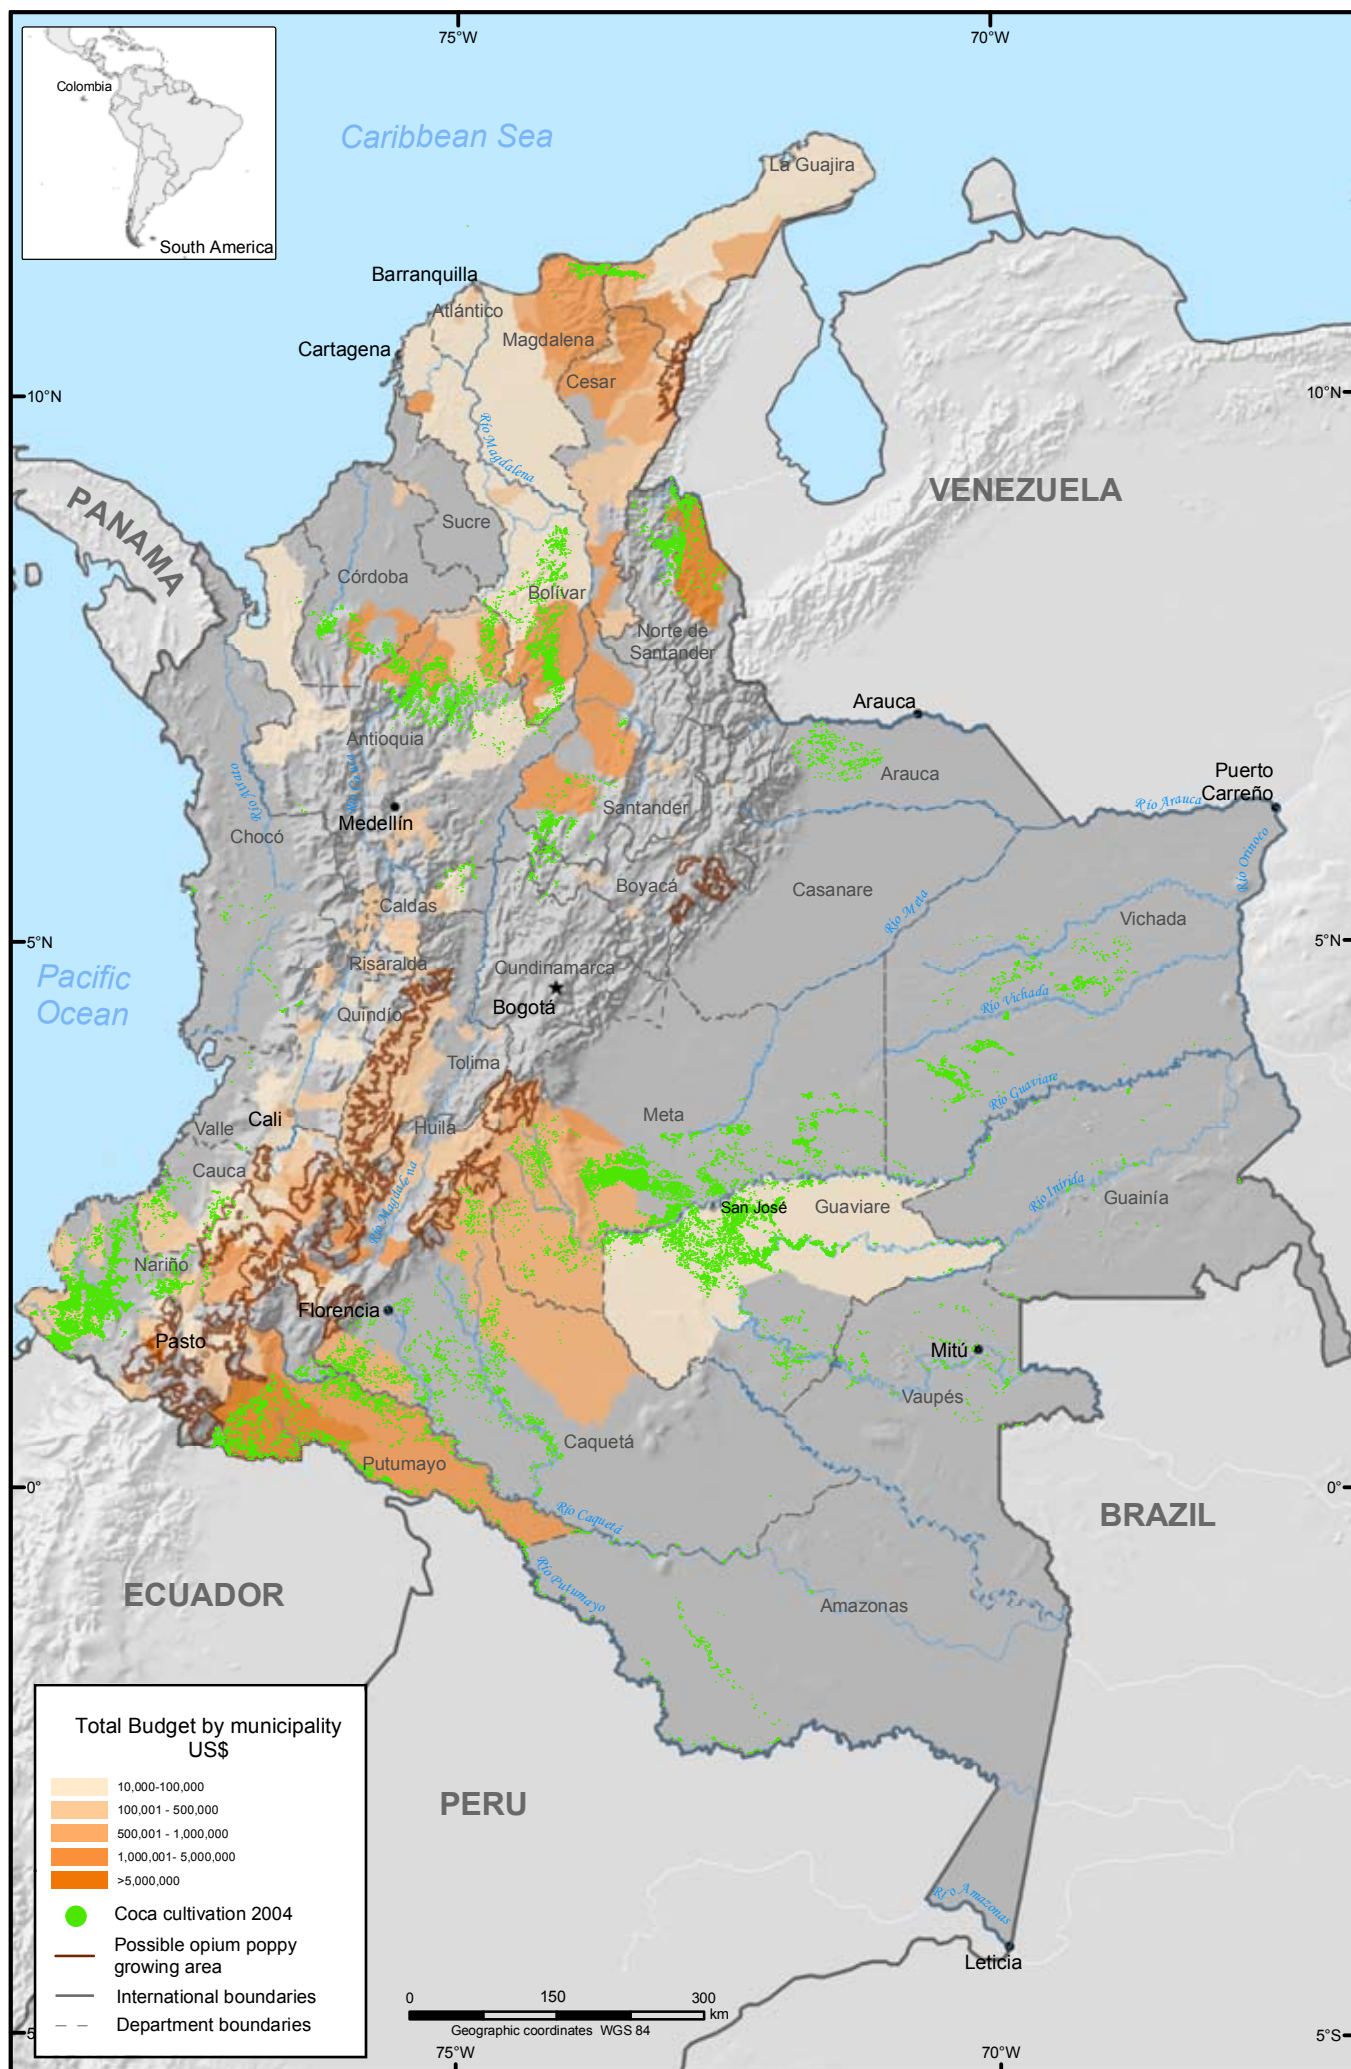 75°W
70°W
Colombia
South America
Caribbean Sea
La Guajira
Barranquilla
Atlántico
Magdalena
Cartagena
Cesar
10°N
10°N
Río Magdalena
PANAMA
VENEZUELA
Sucre
Córdoba
Bolívar
Norte de
Santander
Arauca
Antioquia
Arauca
Puerto
Carreño
Río Arauca
Río Atrato
Santander
Medellín
Chocó
Río Orinoco
Boyacá
Casanare
Caldas
Río Meta
Vichada
5°N
5°N
Pacific
Ocean
Risaralda
Cundinamarca
Bogotá
Quindío
Río Vichada
Tolima
Río Guaviare
Meta
Cali
Valle
Huila
Cauca
Río Magdalena
San José
Guaviare
Río Inírida
Guainía
Nariño
Florencia
Pasto
Mitú
Vaupés
Caquetá
Putumayo
0°
0°
Río Caquetá
BRAZIL
Río Putumayo
ECUADOR
Amazonas
Total Budget by municipality
US$
10,000-100,000
100,001 - 500,000
500,001 - 1,000,000
1,000,001- 5,000,000
>5,000,000
Coca cultivation 2004
Possible opium poppy
growing area
International boundaries
Department boundaries
PERU
Río Amazonas
Leticia
0
150
300
km
Geographic coordinates WGS 84
5°S
75°W
70°W